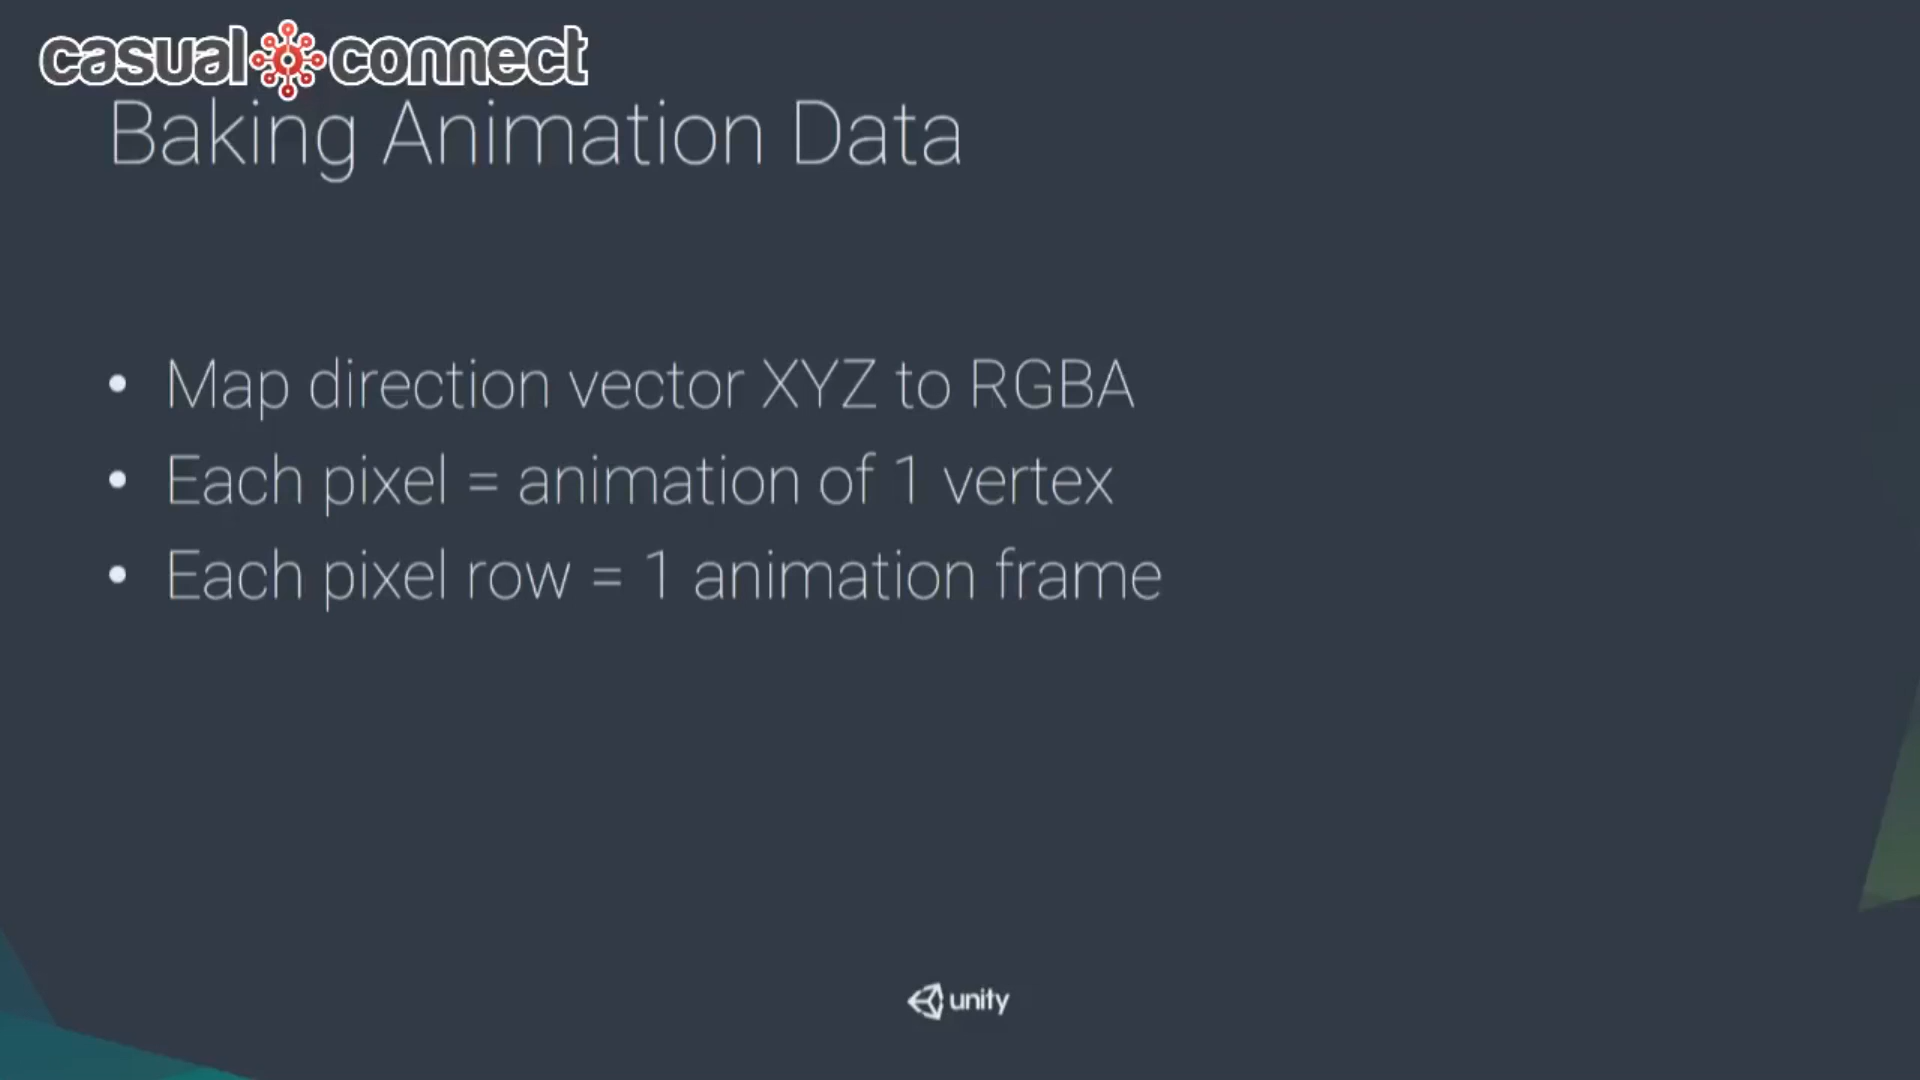 casual connect
Baking Animation Data
• Map direction vector XYZ to RGBA
• Each pixel = animation of 1 vertex
• Each pixel row = 1 animation frame
unity